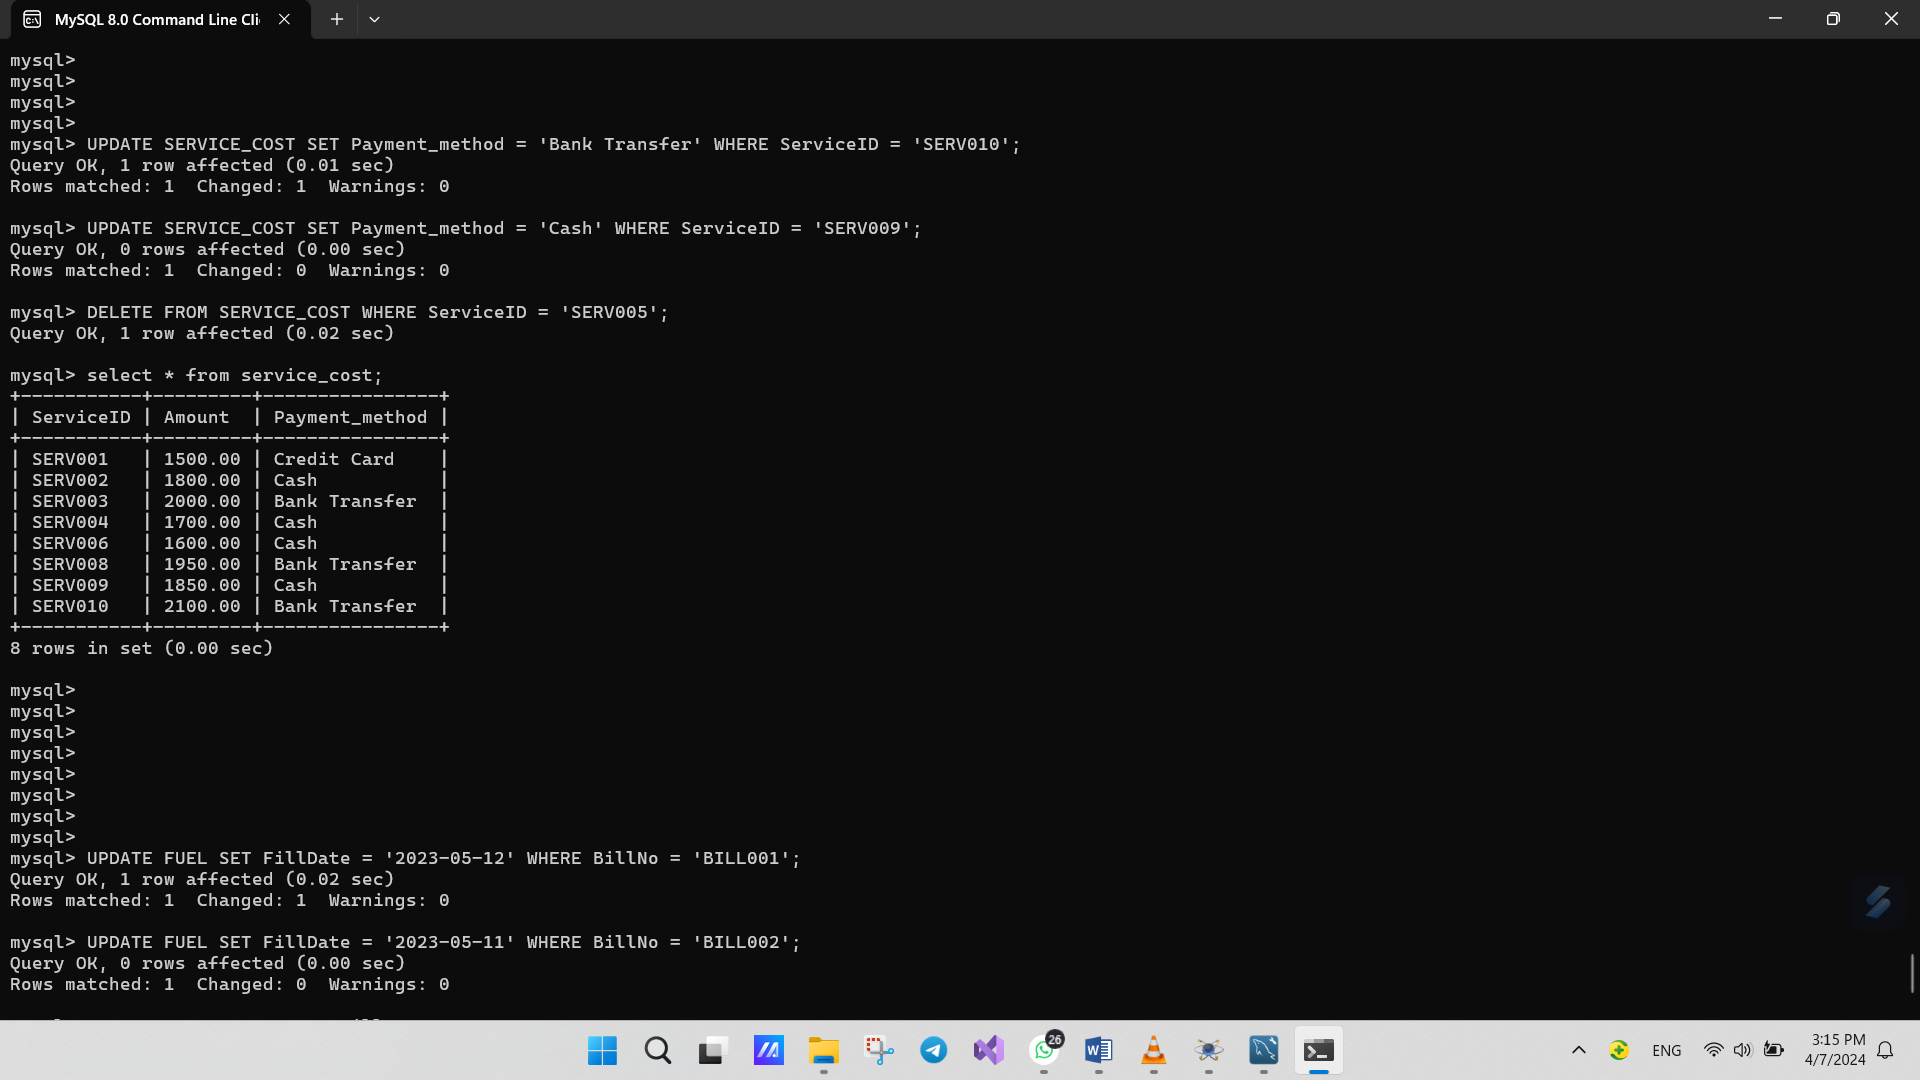 MySQL 8.0 Command Line Cli
mysql>
mysql>
mysql>
mysql>
mysql> UPDATE SERVICE_COST SET Payment_method = 'Bank Transfer' WHERE ServiceID = 'SERV010';
Query OK, 1 row affected (0.01 sec)
Rows matched: 1  Changed: 1  Warnings: 0
mysql> UPDATE SERVICE_COST SET Payment_method = 'Cash' WHERE ServiceID = 'SERV009';
Query OK, 0 rows affected (0.00 sec)
Rows matched: 1  Changed: 0  Warnings: 0
mysql> DELETE FROM SERVICE_COST WHERE ServiceID = 'SERV005';
Query OK, 1 row affected (0.02 sec)
mysql> select * from service_cost;
+-----------+---------+----------------+
| ServiceID | Amount  | Payment_method |
+-----------+---------+----------------+
| SERV001   | 1500.00 | Credit Card    |
| SERV002   | 1800.00 | Cash           |
| SERV003   | 2000.00 | Bank Transfer  |
| SERV004   | 1700.00 | Cash           |
| SERV006   | 1600.00 | Cash           |
| SERV008   | 1950.00 | Bank Transfer  |
| SERV009   | 1850.00 | Cash           |
| SERV010   | 2100.00 | Bank Transfer  |
+-----------+---------+----------------+
8 rows in set (0.00 sec)
mysql>
mysql>
mysql>
mysql>
mysql>
mysql>
mysql>
mysql>
mysql> UPDATE FUEL SET FillDate = '2023-05-12' WHERE BillNo = 'BILL001';
Query OK, 1 row affected (0.02 sec)
Rows matched: 1  Changed: 1  Warnings: 0
mysql> UPDATE FUEL SET FillDate = '2023-05-11' WHERE BillNo = 'BILL002';
Query OK, 0 rows affected (0.00 sec)
Rows matched: 1  Changed: 0  Warnings: 0
26
ENG
3:15 PM
4/7/2024